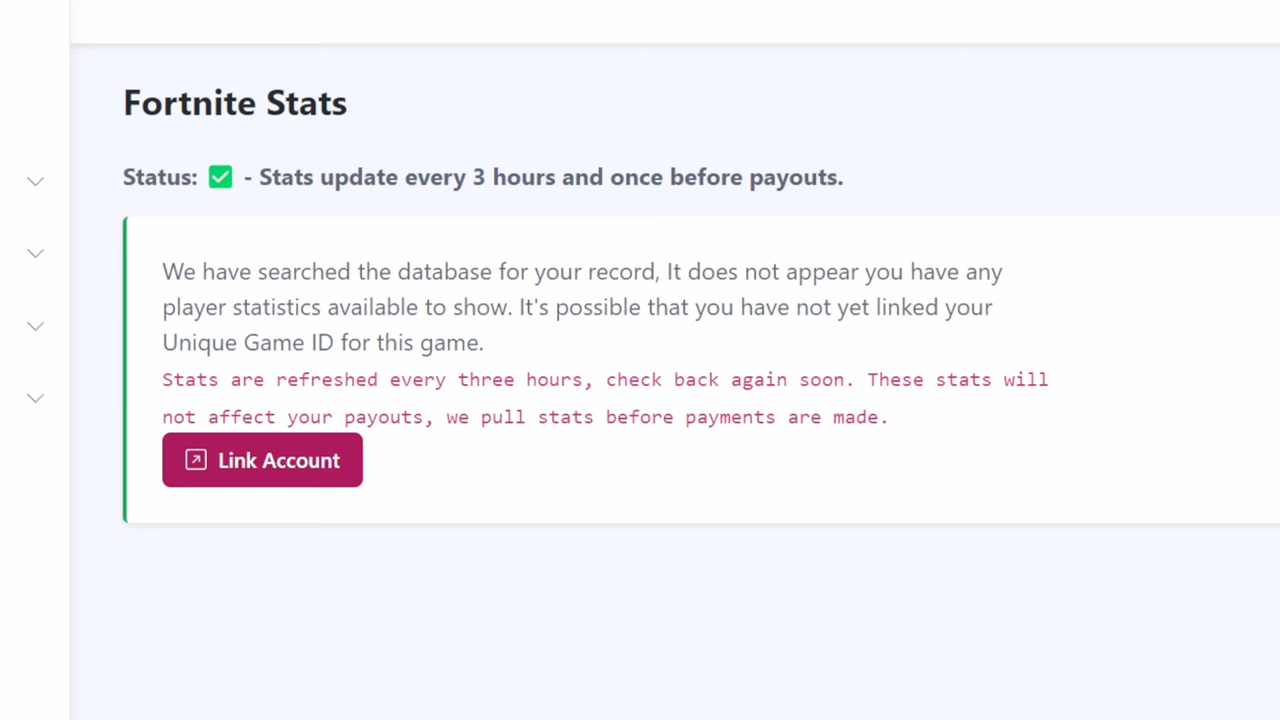 Fortnite Stats
Status: ✅ - Stats update every 3 hours and once before payouts.
We have searched the database for your record, It does not appear you have any
player statistics available to show. It's possible that you have not yet linked your
Unique Game ID for this game.
Stats are refreshed every three hours, check back again soon. These stats will
not affect your payouts, we pull stats before payments are made.
Link Account